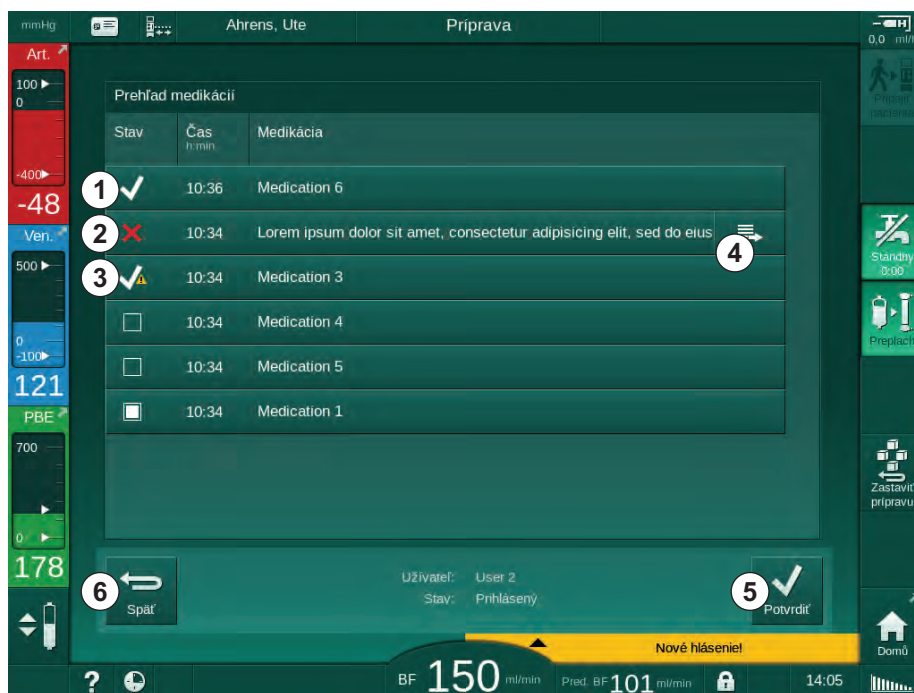 mmHg
Ahrens, Ute
Príprava
0,0 ml/h
Art.
100
0
-400
-48
Ven.
500
0
-100
121
PBE
700
0
178
Pripojiť
pacienta
Prehľad medikácií
Stav Čas Medikácia
h:min
1 10:36 Medication 6
2 10:34 Lorem ipsum dolor sit amet, consectetur adipisicing elit, sed do eius
4
3 10:34 Medication 3
10:34 Medication 4
10:34 Medication 5
10:34 Medication 1
Standby
0:00
Preplach
Zastaviť
prípravu
6 Späť
Užívateľ: User 2
Stav: Prihlásený
5 Potvrdiť
Nové hlásenie!
Domů
? BF 150 ml/min Pred. BF 101 ml/min 14:05